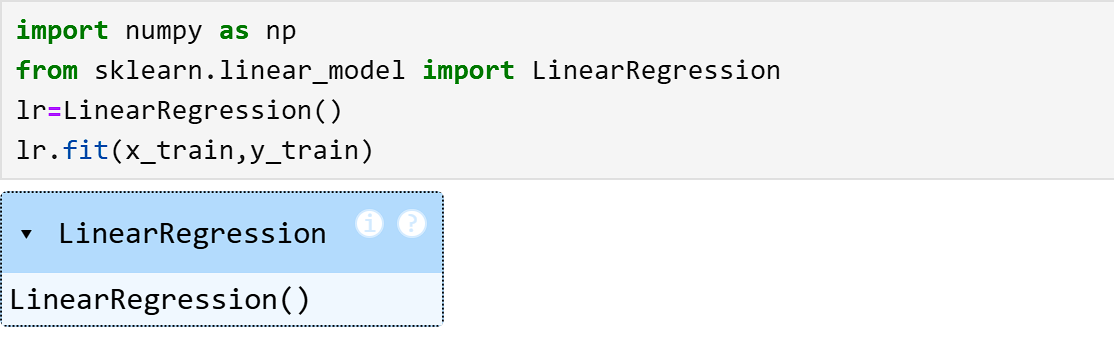 import numpy as np
from sklearn.linear_model import LinearRegression
lr=LinearRegression()
lr.fit(x_train,y_train)
▾ LinearRegression i ?
LinearRegression()